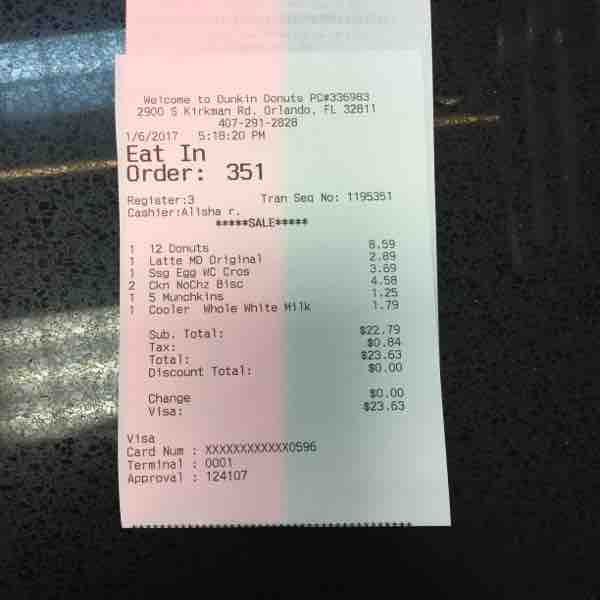 Welcome to Dunkin Donuts PC#336983
2900 S Kirkman Rd. Orlando, FL 32811
407-291-2828
1/6/2017 5:18:20 PM
Eat In
Order: 351
Register:3 Tran Seq No: 1195351
Cashier:Alisha r.
*****SALE*****
1 12 Donuts 8.59
1 Latte MD Original 2.89
1 Ssg Egg WC Cros 3.69
2 Ckn NoChz Bisc 4.58
1 5 Munchkins 1.25
1 Cooler Whole White Milk 1.79
Sub. Total: $22.79
Tax: $0.84
Total: $23.63
Discount Total: $0.00
Change $0.00
Visa: $23.63
Visa
Card Num : XXXXXXXXXXXX0596
Terminal : 0001
Approval : 124107